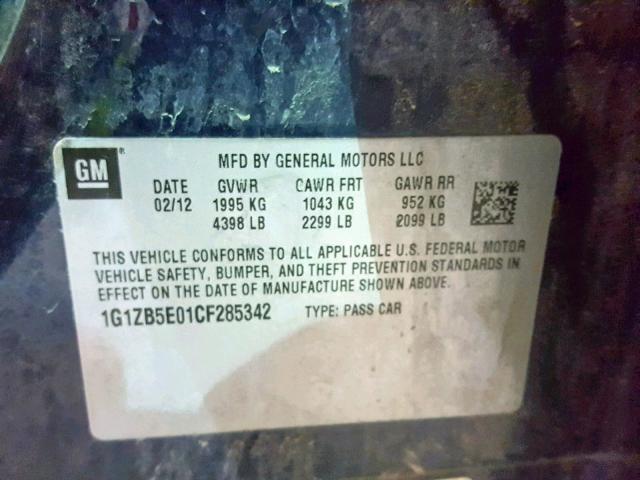 GM ®
MFD BY GENERAL MOTORS LLC
DATE GVWR GAWR FRT GAWR RR
02/12 1995 KG 1043 KG 952 KG
4398 LB 2299 LB 2099 LB
THIS VEHICLE CONFORMS TO ALL APPLICABLE U.S. FEDERAL MOTOR
VEHICLE SAFETY, BUMPER, AND THEFT PREVENTION STANDARDS IN
EFFECT ON THE DATE OF MANUFACTURE SHOWN ABOVE.
1G1ZB5E01CF285342 TYPE: PASS CAR